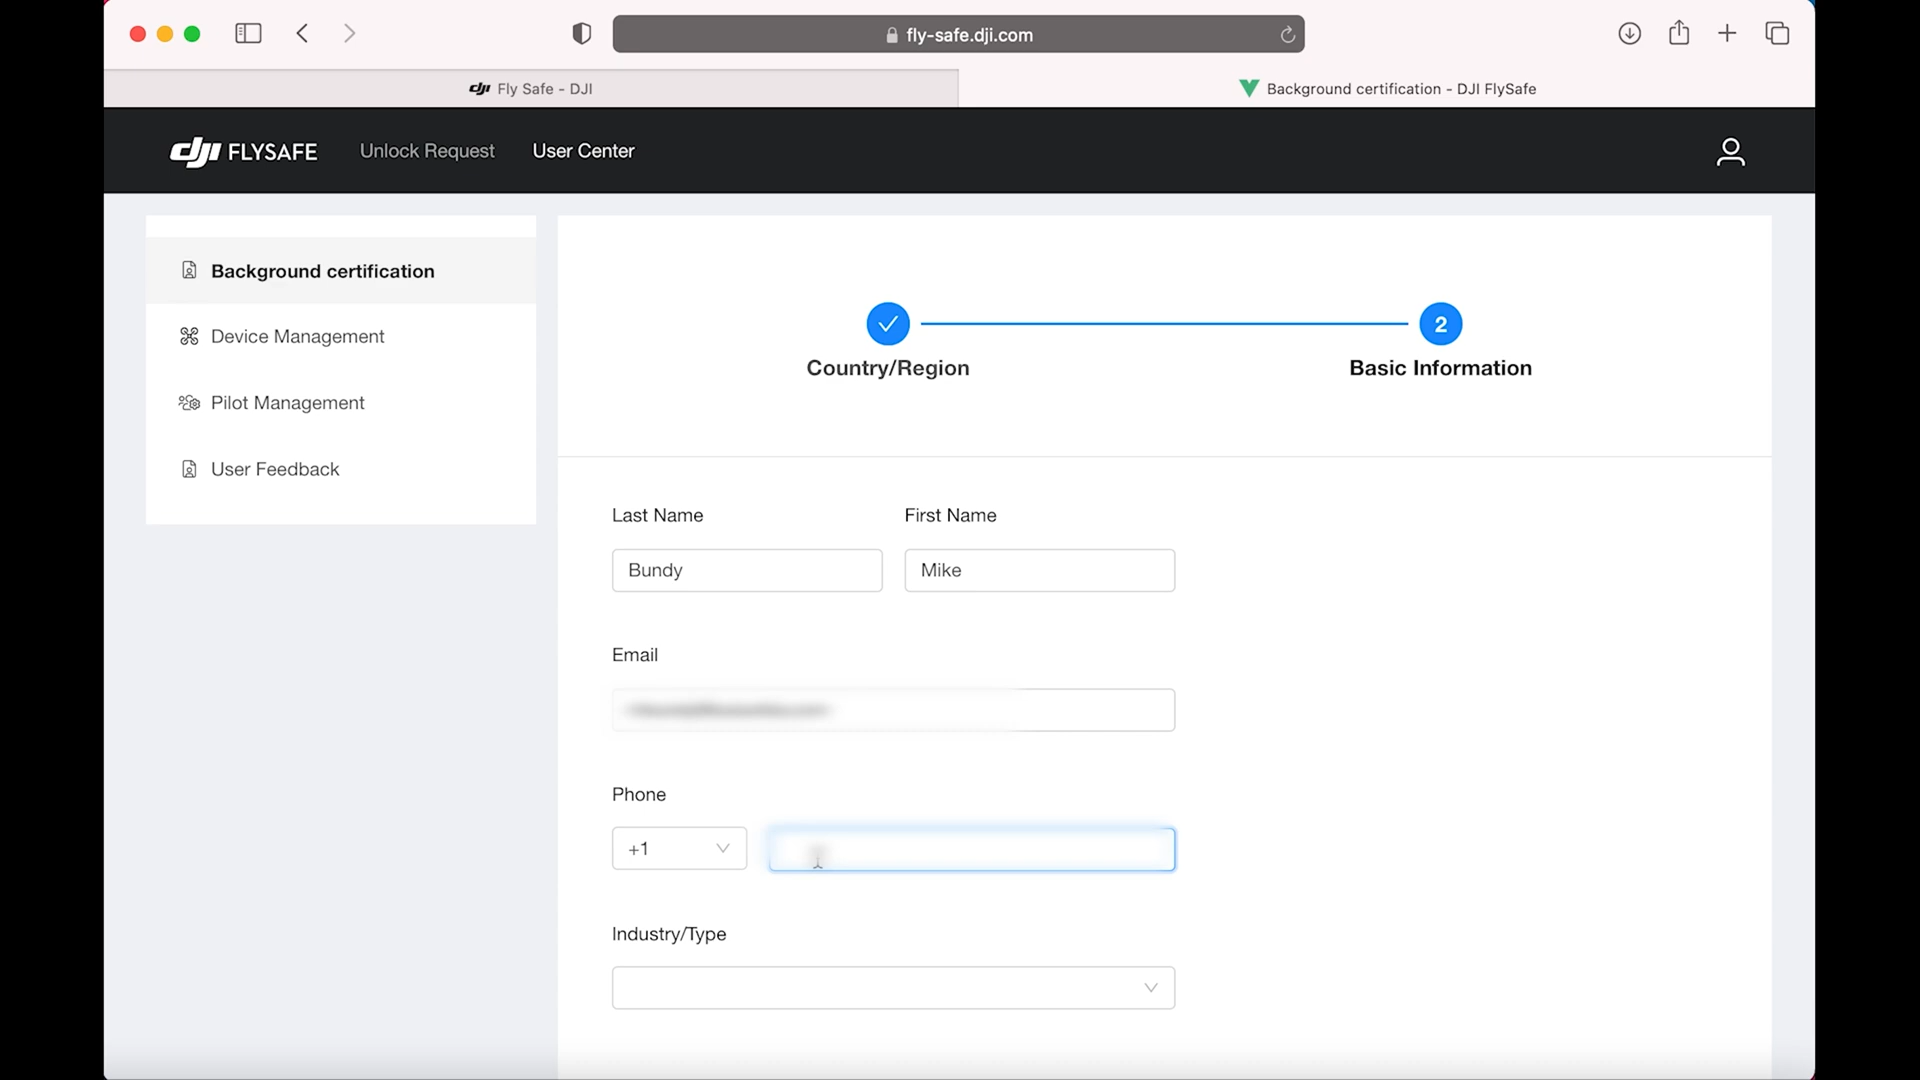 fly-safe.dji.com
dji Fly Safe - DJI
Background certification - DJI FlySafe
dji FLYSAFE
Unlock Request
User Center
Background certification
Device Management
Pilot Management
User Feedback
2
Country/Region
Basic Information
Last Name
First Name
Bundy
Mike
Email
Phone
+1
Industry/Type